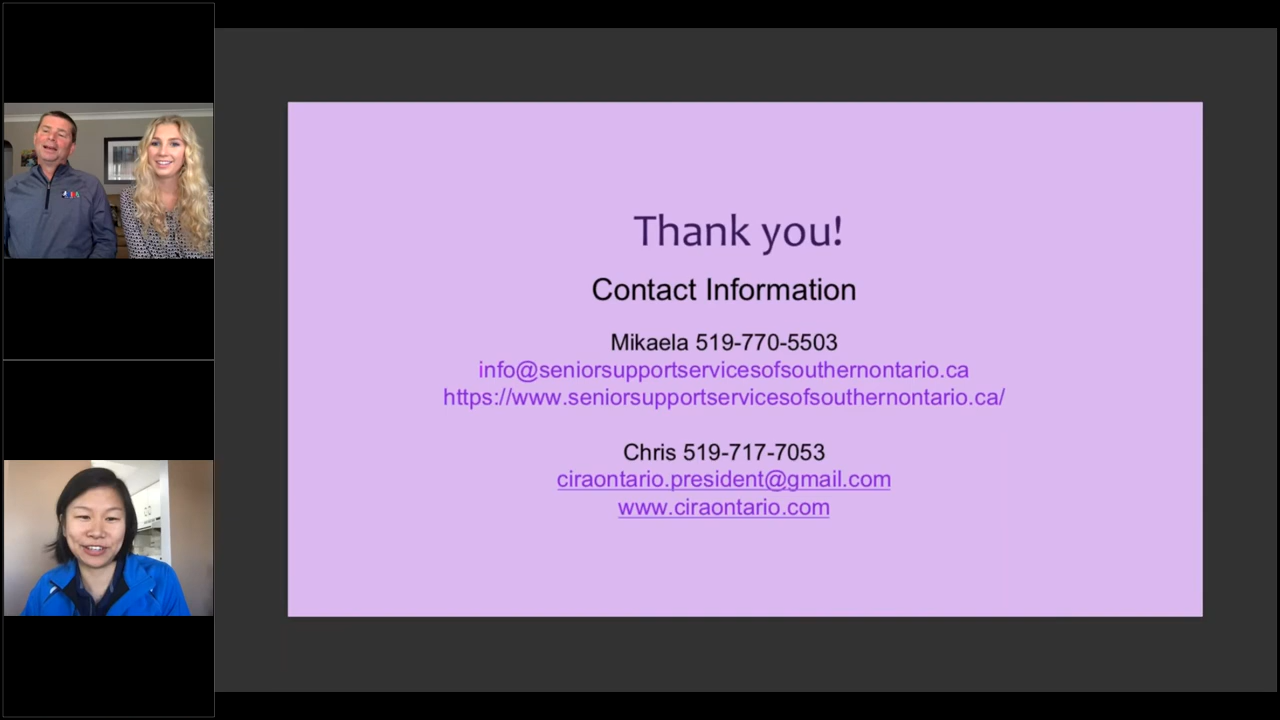 Thank you!
Contact Information
Mikaela 519-770-5503
info@seniorsupportservicesofsouthernontario.ca
https://www.seniorsupportservicesofsouthernontario.ca/
Chris 519-717-7053
ciraontario.president@gmail.com
www.ciraontario.com